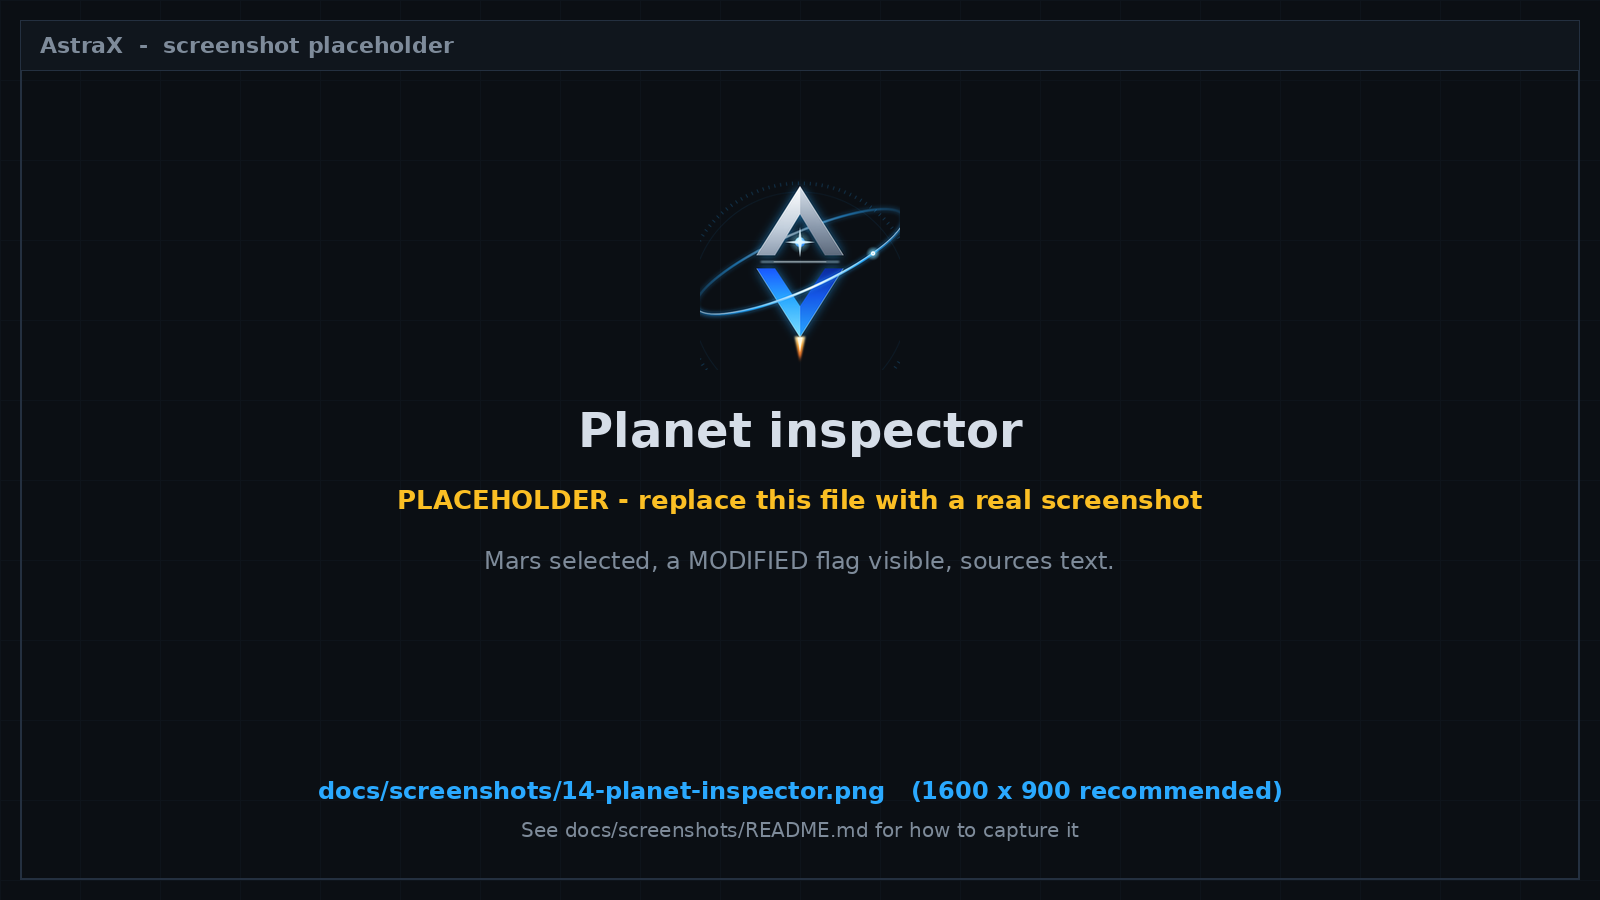 AstraX - screenshot placeholder
Planet inspector
PLACEHOLDER - replace this file with a real screenshot
Mars selected, a MODIFIED flag visible, sources text.
docs/screenshots/14-planet-inspector.png (1600 x 900 recommended)
See docs/screenshots/README.md for how to capture it